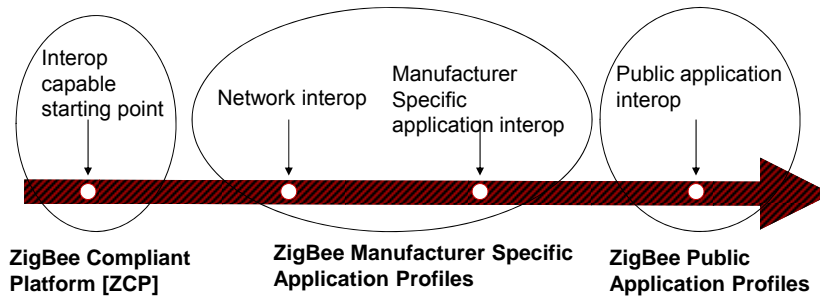 Interop
capable
starting point
Network interop
Manufacturer
Specific
application interop
Public application
interop
ZigBee Compliant
Platform [ZCP]
ZigBee Manufacturer Specific
Application Profiles
ZigBee Public
Application Profiles